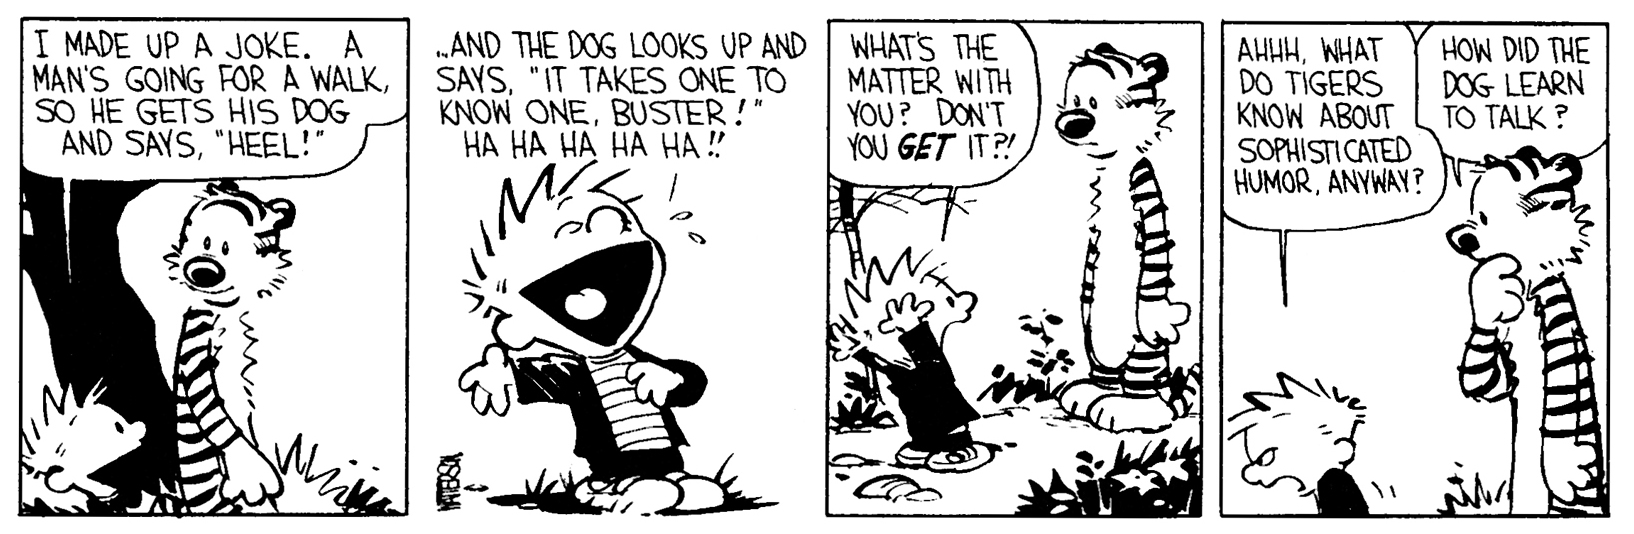 I MADE UP A JOKE. A
MAN'S GOING FOR A WALK,
SO HE GETS HIS DOG
AND SAYS, "HEEL!"
...AND THE DOG LOOKS UP AND
SAYS, "IT TAKES ONE TO
KNOW ONE, BUSTER!"
HA HA HA HA HA!!
WATTERSON
WHAT'S THE
MATTER WITH
YOU? DON'T
YOU GET IT?!
AHHH, WHAT
DO TIGERS
KNOW ABOUT
SOPHISTICATED
HUMOR, ANYWAY?
HOW DID THE
DOG LEARN
TO TALK?